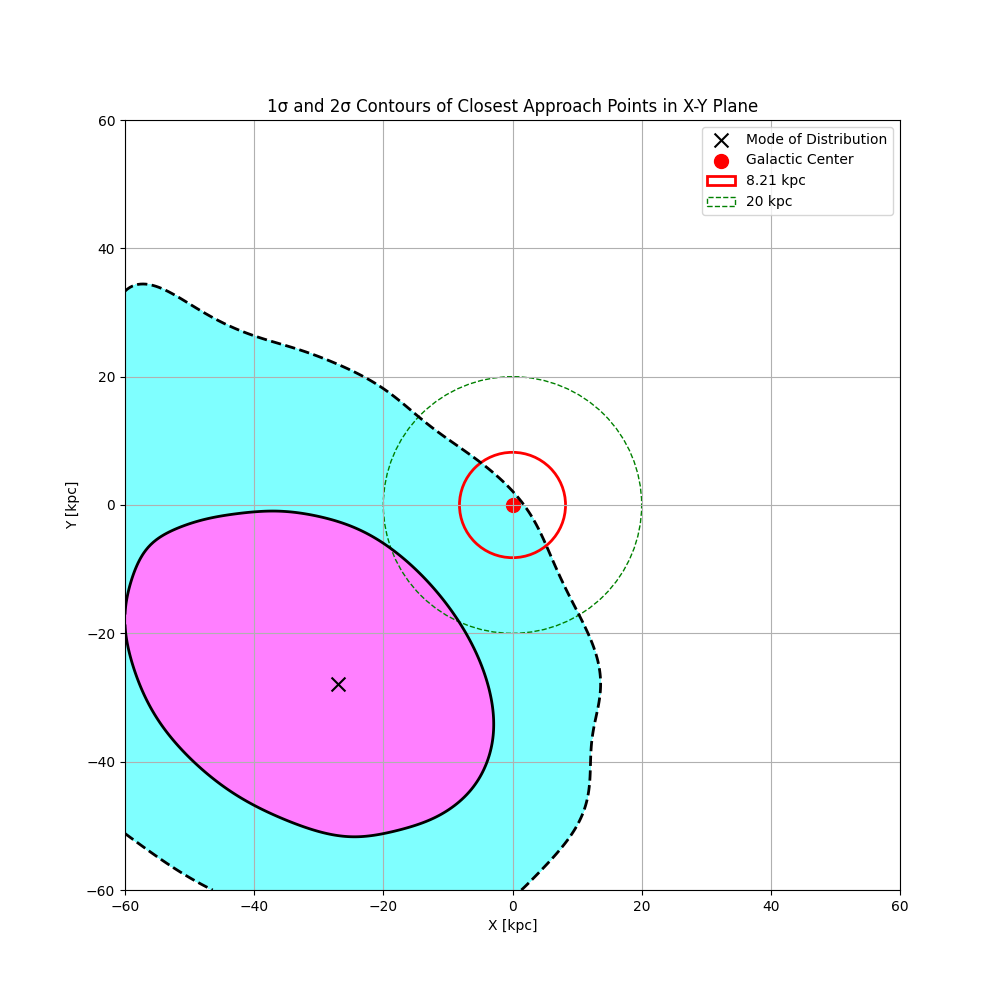 1σ and 2σ Contours of Closest Approach Points in X-Y Plane
Mode of Distribution
Galactic Center
8.21 kpc
20 kpc
60
40
20
0
−20
−40
−60
Y [kpc]
−60 −40 −20 0 20 40 60
X [kpc]